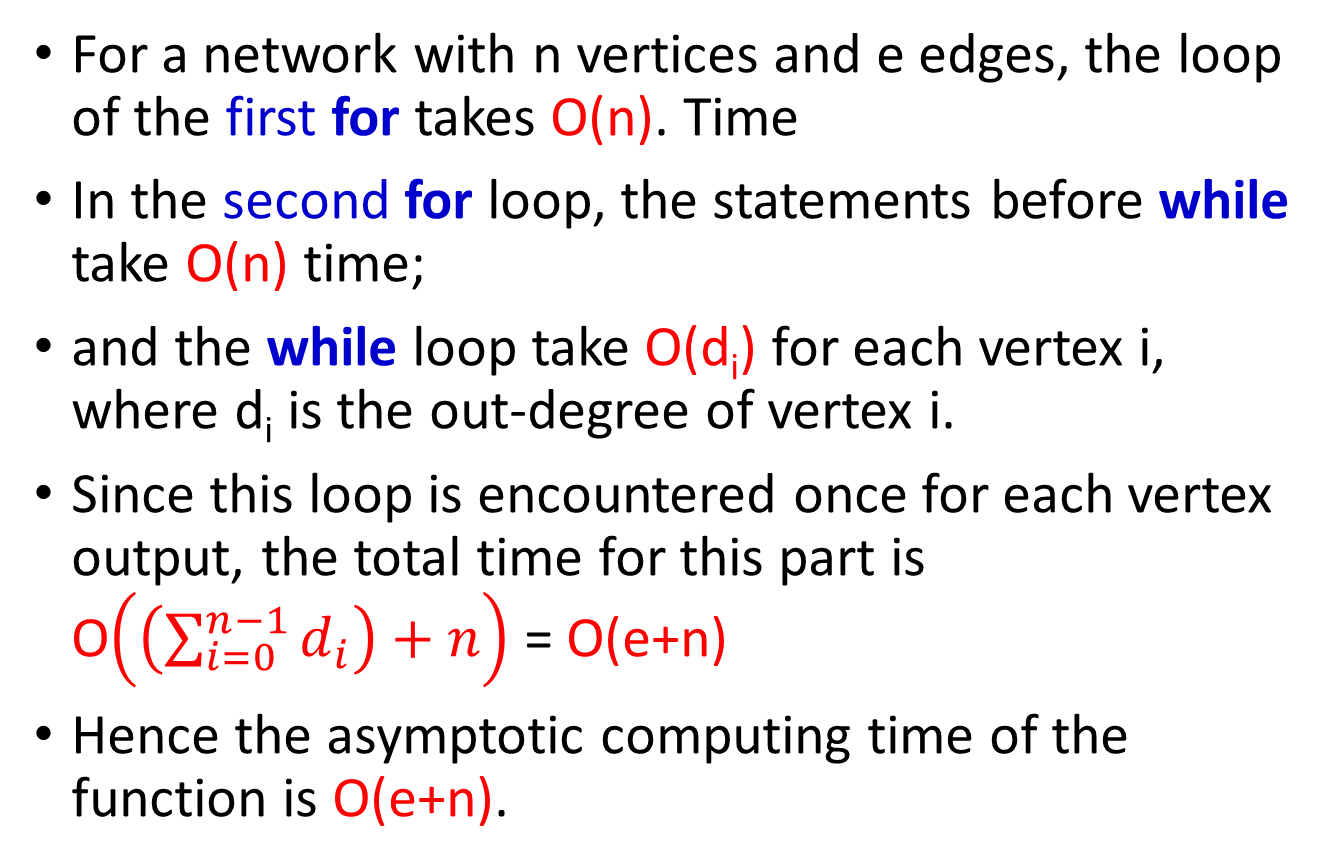 • For a network with n vertices and e edges, the loop
of the first for takes O(n). Time
• In the second for loop, the statements before while
take O(n) time;
• and the while loop take O(dᵢ) for each vertex i,
where dᵢ is the out-degree of vertex i.
• Since this loop is encountered once for each vertex
output, the total time for this part is
O((∑ᵢ₌₀ⁿ⁻¹ dᵢ) + n) = O(e+n)
• Hence the asymptotic computing time of the
function is O(e+n).